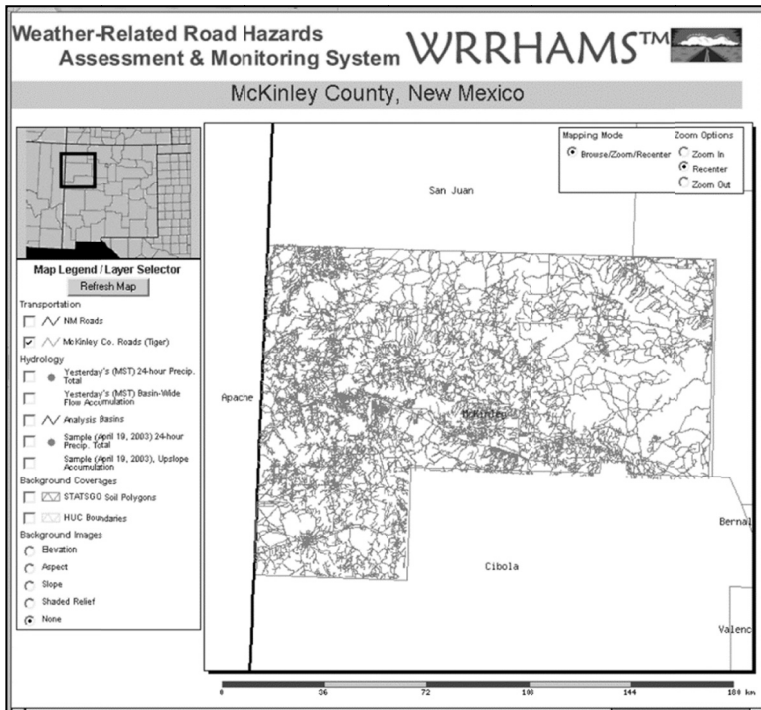 Weather-Related Road Hazards
Assessment & Monitoring System
WRRHAMS™
McKinley County, New Mexico
Map Legend / Layer Selector
Refresh Map
Transportation
NM Roads
McKinley Co. Roads (Tiger)
Hydrology
Yesterday's (MST) 24-hour Precip.
Total
Yesterday's (MST) Basin-Wide
Flow Accumulation
Analysis Basins
Sample (April 19, 2003) 24-hour
Precip. Total
Sample (April 19, 2003), Upslope
Accumulation
Background Coverages
STATSGO Soil Polygons
HUC Boundaries
Background Images
Elevation
Aspect
Slope
Shaded Relief
None
Mapping Mode
Browse/Zoom/Recenter
Zoom Options
Zoom In
Recenter
Zoom Out
San Juan
Apache
McKinley
Bernal
Cibola
Valenc
0 36 72 108 144 180 km